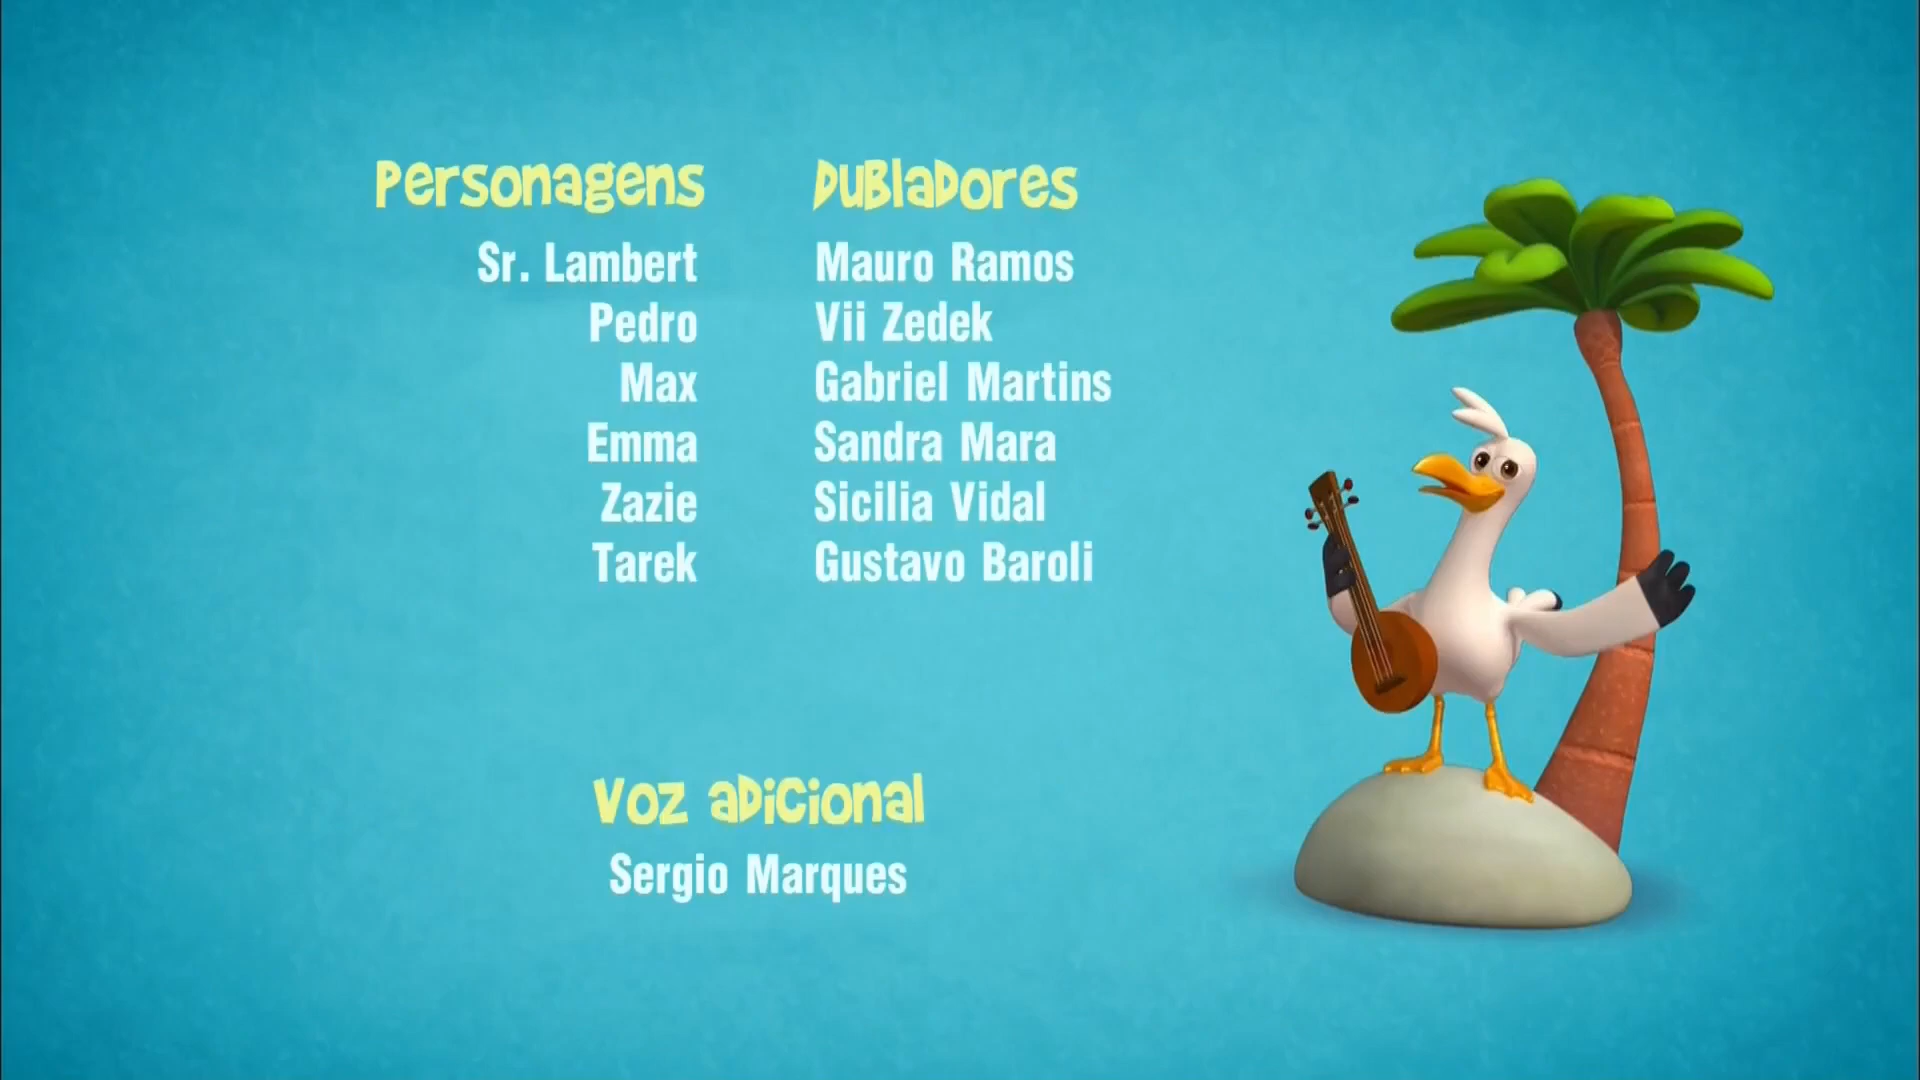 Personagens Dubladores
Sr. Lambert Mauro Ramos
Pedro Vii Zedek
Max Gabriel Martins
Emma Sandra Mara
Zazie Sicilia Vidal
Tarek Gustavo Baroli
Voz adicional
Sergio Marques